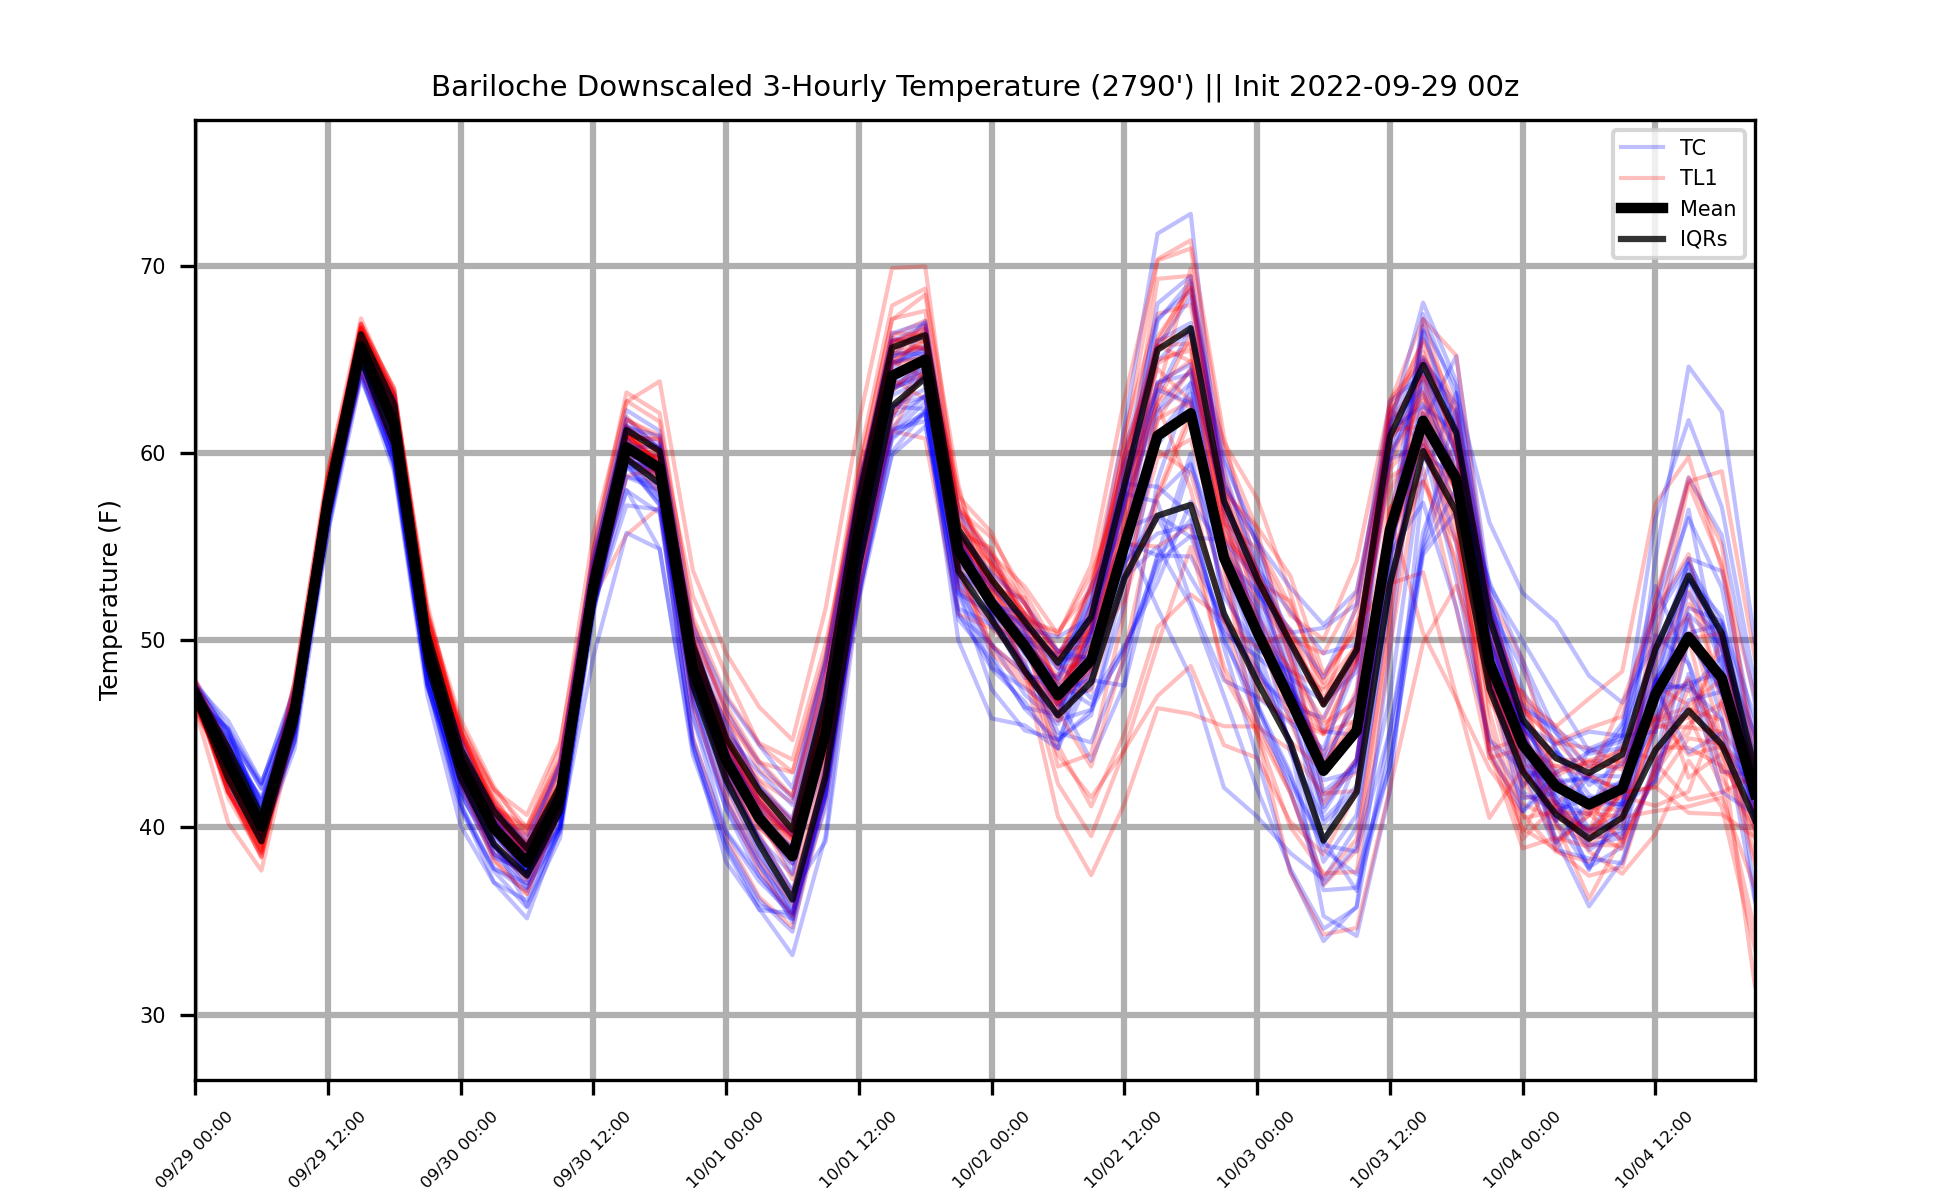 Bariloche Downscaled 3-Hourly Temperature (2790') || Init 2022-09-29 00z
TC
TL1
Mean
IQRs
Temperature (F)
70
60
50
40
30
09/29 00:00
09/29 12:00
09/30 00:00
09/30 12:00
10/01 00:00
10/01 12:00
10/02 00:00
10/02 12:00
10/03 00:00
10/03 12:00
10/04 00:00
10/04 12:00